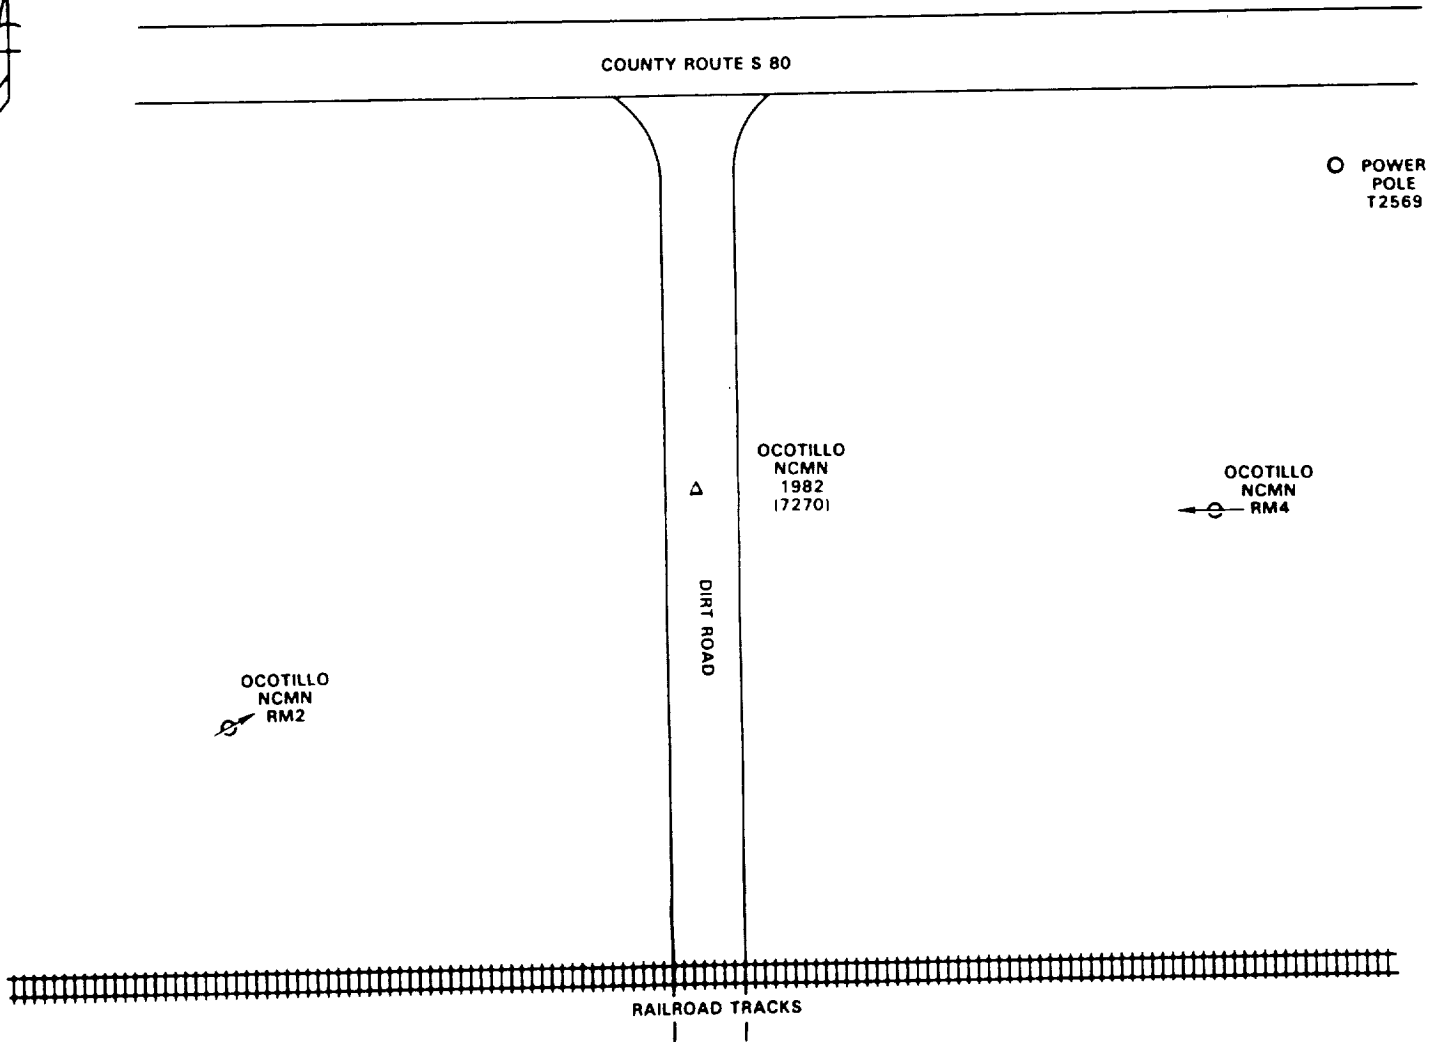 COUNTY ROUTE S 80
POWER
POLE
T2569
OCOTILLO
NCMN
1982
(7270)
OCOTILLO
NCMN
RM4
DIRT ROAD
OCOTILLO
NCMN
RM2
RAILROAD TRACKS